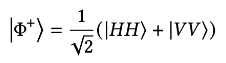 |Φ⁺⟩ = 1/√2 (|HH⟩ + |VV⟩)